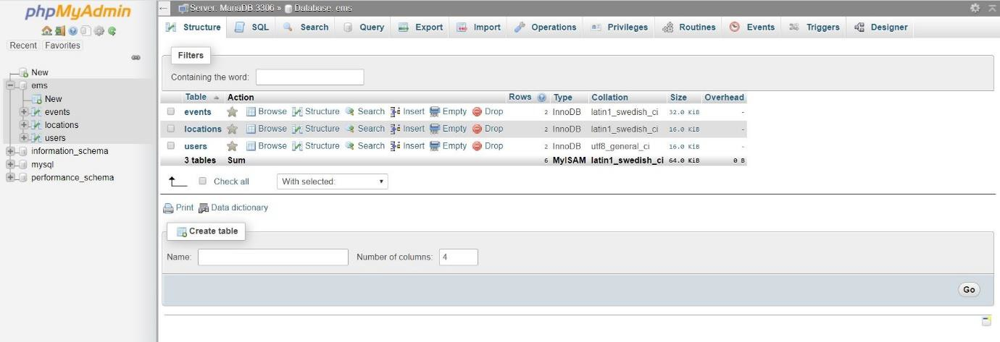 phpMyAdmin
Recent Favorites
New
ems
New
events
locations
users
information_schema
mysql
performance_schema
Server: MariaDB:3306 » Database: ems
Structure SQL Search Query Export Import Operations Privileges Routines Events Triggers Designer
Filters
Containing the word:
Table Action Rows Type Collation Size Overhead
events Browse Structure Search Insert Empty Drop 2 InnoDB latin1_swedish_ci 32.0 KiB -
locations Browse Structure Search Insert Empty Drop 2 InnoDB latin1_swedish_ci 16.0 KiB -
users Browse Structure Search Insert Empty Drop 2 InnoDB utf8_general_ci 16.0 KiB -
3 tables Sum 6 MyISAM latin1_swedish_ci 64.0 KiB 0 B
Check all With selected:
Print Data dictionary
Create table
Name: Number of columns: 4
Go